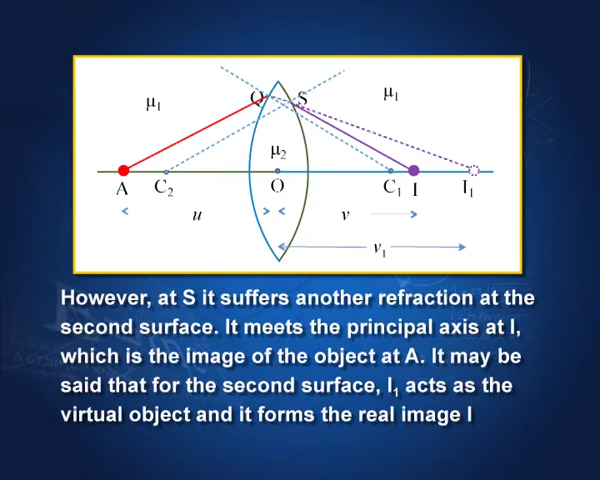 μ₁
μ₁
Q
S
μ₂
A
C₂
O
C₁
I
I₁
u
v
v₁
However, at S it suffers another refraction at the
second surface. It meets the principal axis at I,
which is the image of the object at A. It may be
said that for the second surface, I₁ acts as the
virtual object and it forms the real image I